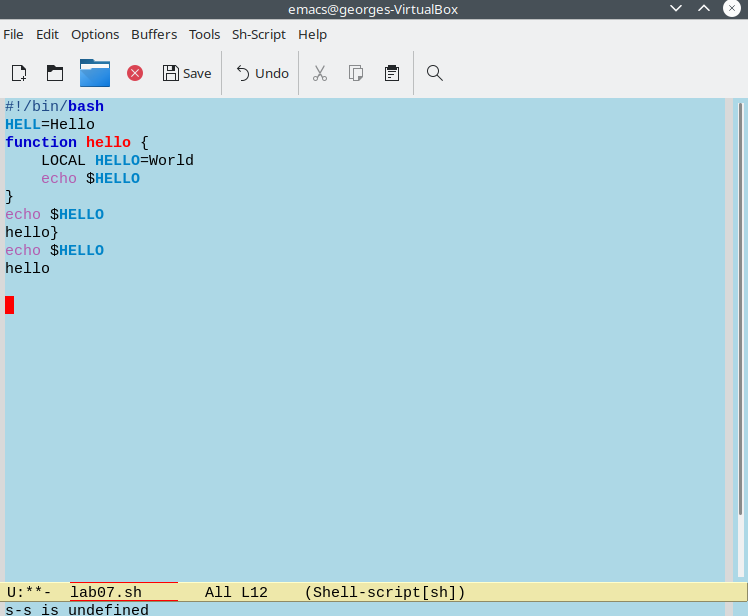 emacs@georges-VirtualBox
File Edit Options Buffers Tools Sh-Script Help
Save Undo
#!/bin/bash
HELL=Hello
function hello {
    LOCAL HELLO=World
    echo $HELLO
}
echo $HELLO
hello}
echo $HELLO
hello
U:**-  lab07.sh       All L12    (Shell-script[sh])
s-s is undefined